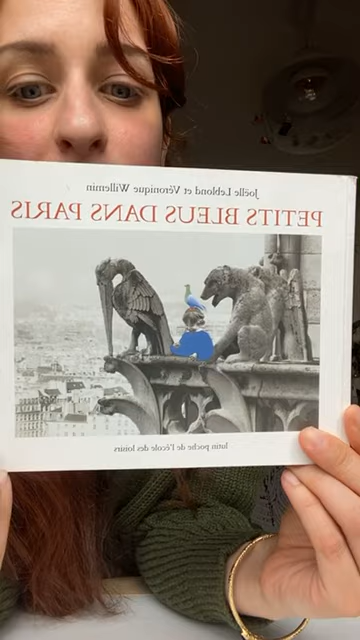 Joëlle Leblond et Véronique Willemin
PETITS BLEUS DANS PARIS
lutin poche de l'école des loisirs